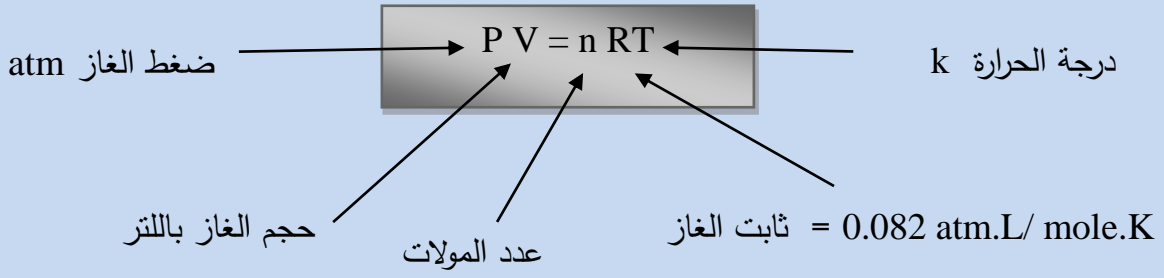 P V = n RT
ضغط الغاز atm
درجة الحرارة k
حجم الغاز باللتر
عدد المولات
ثابت الغاز = 0.082 atm.L/ mole.K